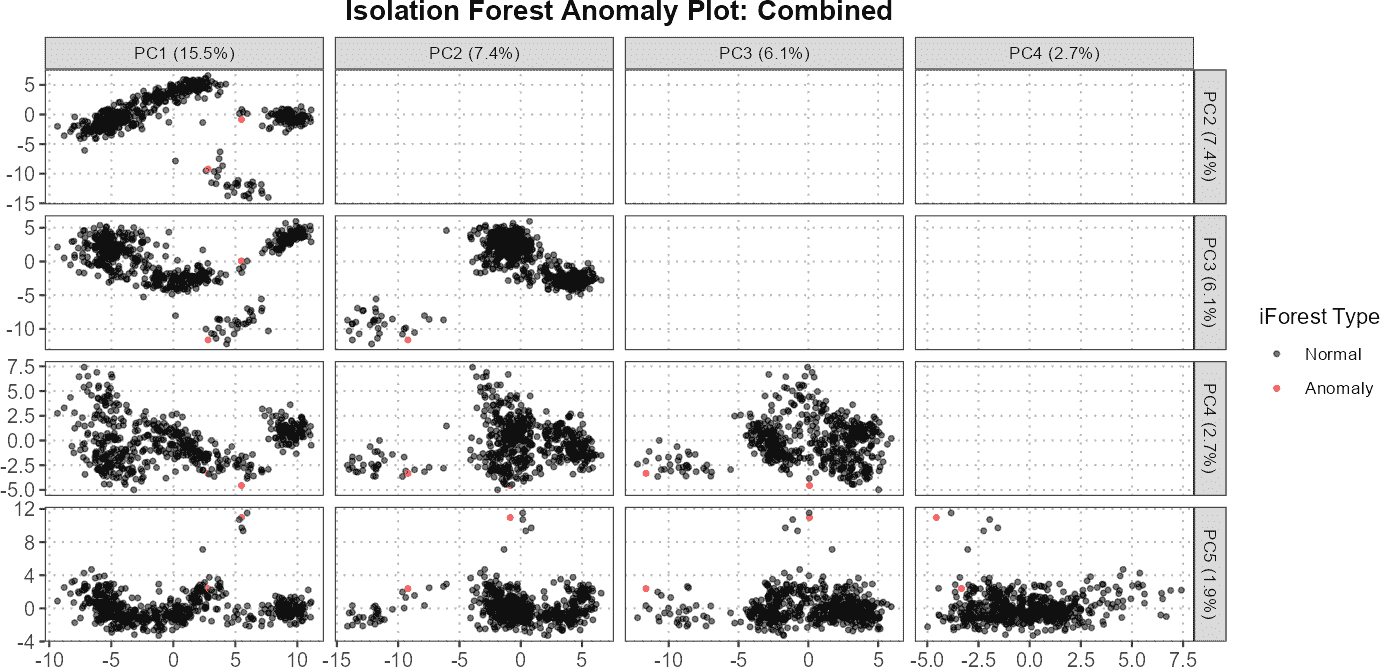 Isolation Forest Anomaly Plot: Combined
PC1 (15.5%) PC2 (7.4%) PC3 (6.1%) PC4 (2.7%)
5
0
-5
-10
-15
PC2 (7.4%)
5
0
-5
-10
PC3 (6.1%)
7.5
5.0
2.5
0.0
-2.5
-5.0
PC4 (2.7%)
12
8
4
0
-4
PC5 (1.9%)
-10 -5 0 5 10 -15 -10 -5 0 5 -10 -5 0 5 -5.0 -2.5 0.0 2.5 5.0 7.5
iForest Type
Normal
Anomaly